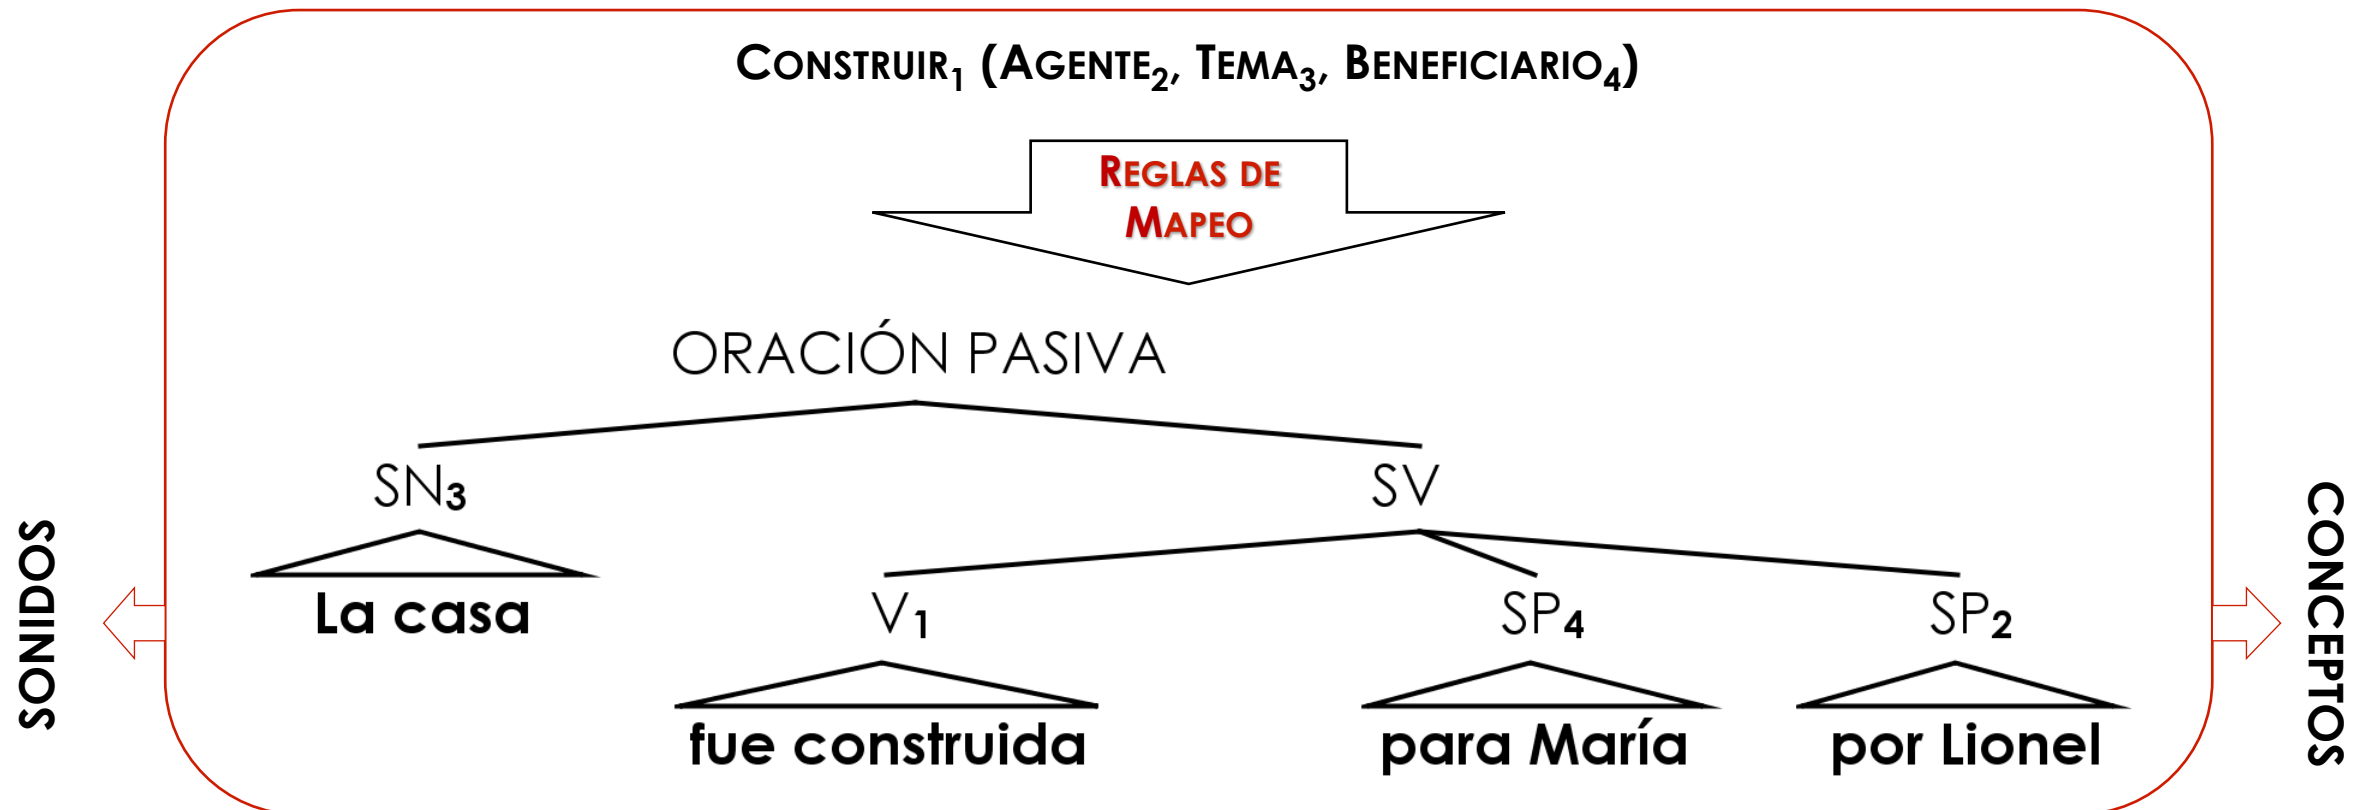 CONSTRUIR₁ (AGENTE₂, TEMA₃, BENEFICIARIO₄)
REGLAS DE
MAPEO
ORACIÓN PASIVA
SN₃
SV
La casa
V₁
SP₄
SP₂
fue construida
para María
por Lionel
SONIDOS
CONCEPTOS